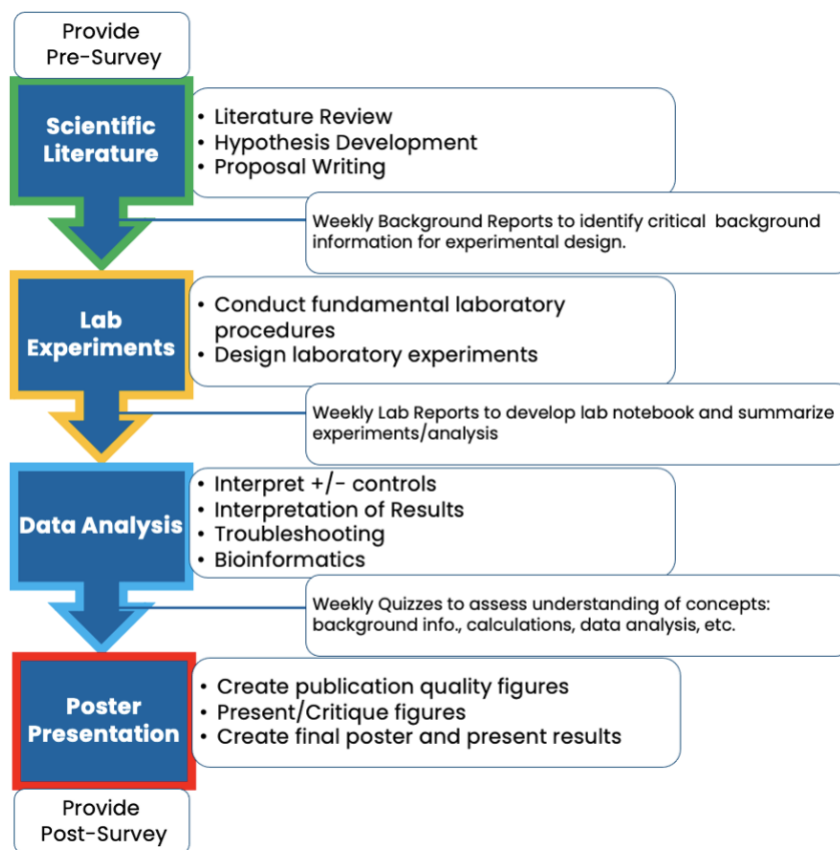 Provide
Pre-Survey
Scientific
Literature
• Literature Review
• Hypothesis Development
• Proposal Writing
Weekly Background Reports to identify critical background
information for experimental design.
Lab
Experiments
• Conduct fundamental laboratory
procedures
• Design laboratory experiments
Weekly Lab Reports to develop lab notebook and summarize
experiments/analysis
Data Analysis
• Interpret +/- controls
• Interpretation of Results
• Troubleshooting
• Bioinformatics
Weekly Quizzes to assess understanding of concepts:
background info., calculations, data analysis, etc.
Poster
Presentation
• Create publication quality figures
• Present/Critique figures
• Create final poster and present results
Provide
Post-Survey